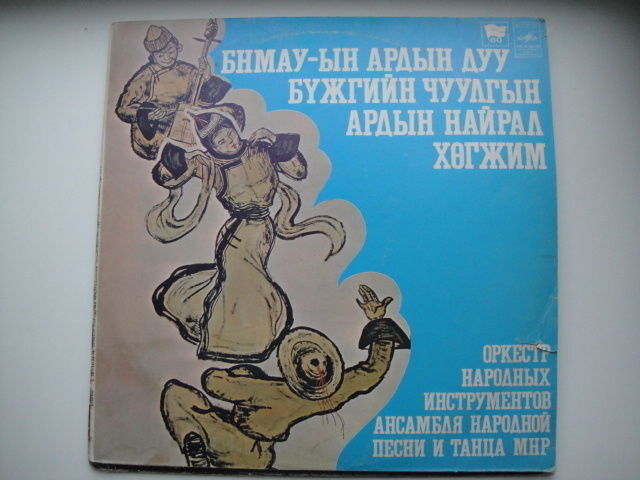 БНМАУ-ЫН АРДЫН ДУУ
БҮЖГИЙН ЧУУЛГЫН
АРДЫН НАЙРАЛ
ХӨГЖИМ
ОРКЕСТР
НАРОДНЫХ
ИНСТРУМЕНТОВ
АНСАМБЛЯ НАРОДНОЙ
ПЕСНИ И ТАНЦА МНР